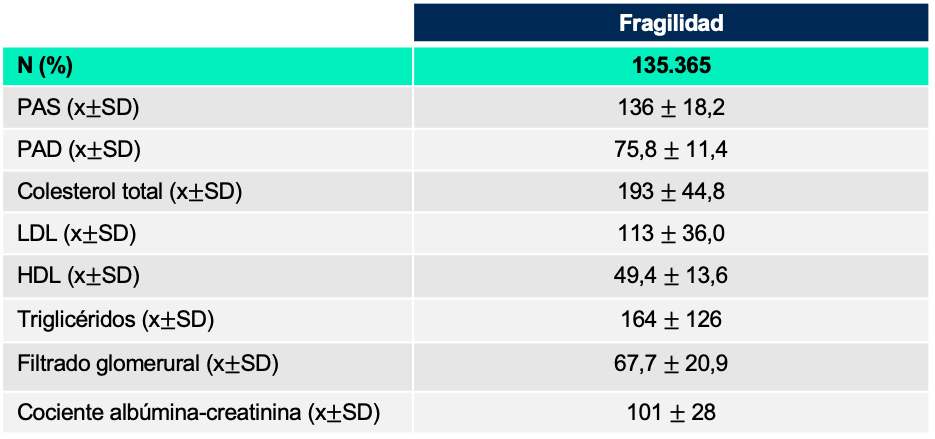 Fragilidad
N (%) 135.365
PAS (x±SD) 136 ± 18,2
PAD (x±SD) 75,8 ± 11,4
Colesterol total (x±SD) 193 ± 44,8
LDL (x±SD) 113 ± 36,0
HDL (x±SD) 49,4 ± 13,6
Triglicéridos (x±SD) 164 ± 126
Filtrado glomerural (x±SD) 67,7 ± 20,9
Cociente albúmina-creatinina (x±SD) 101 ± 28